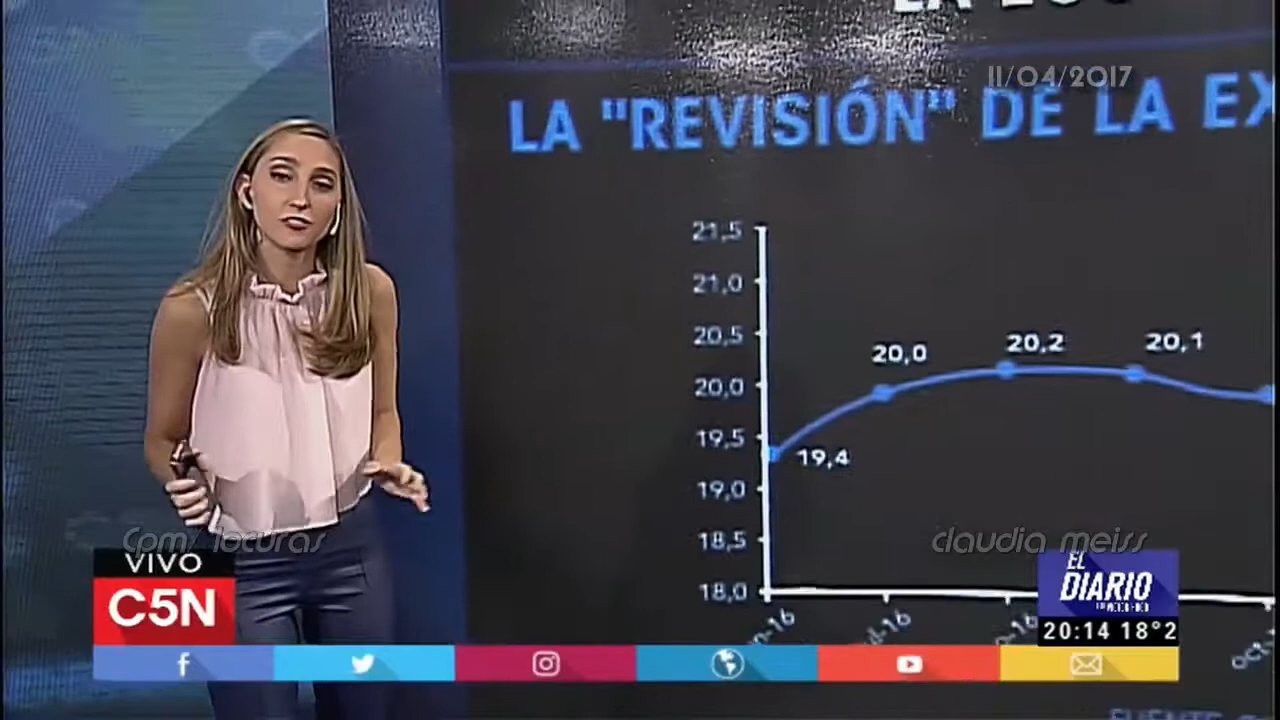 11/04/2017
LA "REVISIÓN" DE LA EX
21,5
21,0
20,5
20,0
19,5
19,0
18,5
18,0
19,4
20,0
20,2
20,1
Cpm/ locuras
claudia meiss
VIVO
C5N
EL
DIARIO
20:14 18°2